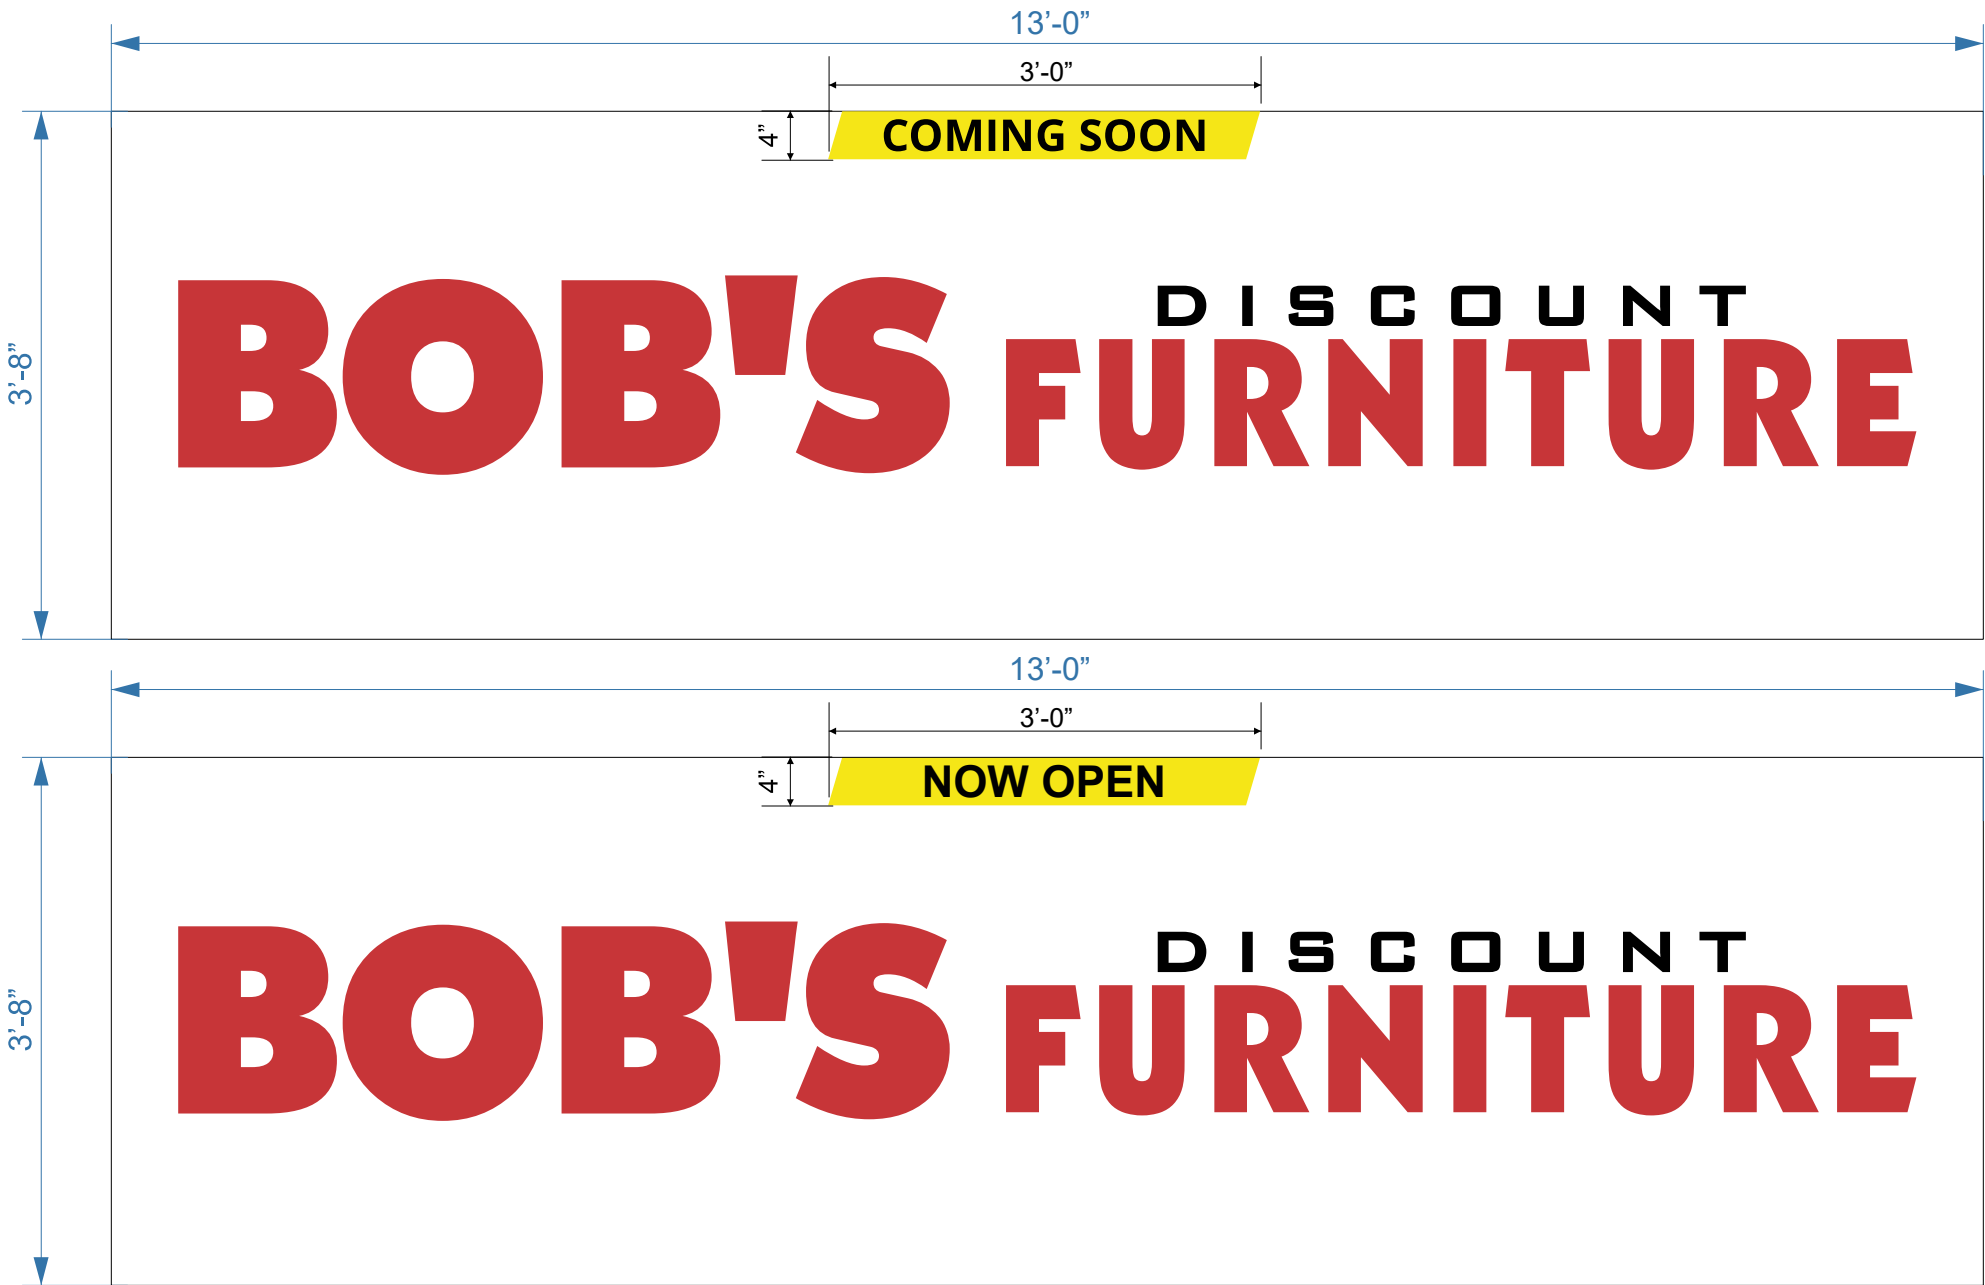 13’-0”
3’-0”
4”
COMING SOON
3’-8”
BOB'S DISCOUNT
FURNITURE
13’-0”
3’-0”
4”
NOW OPEN
3’-8”
BOB'S DISCOUNT
FURNITURE